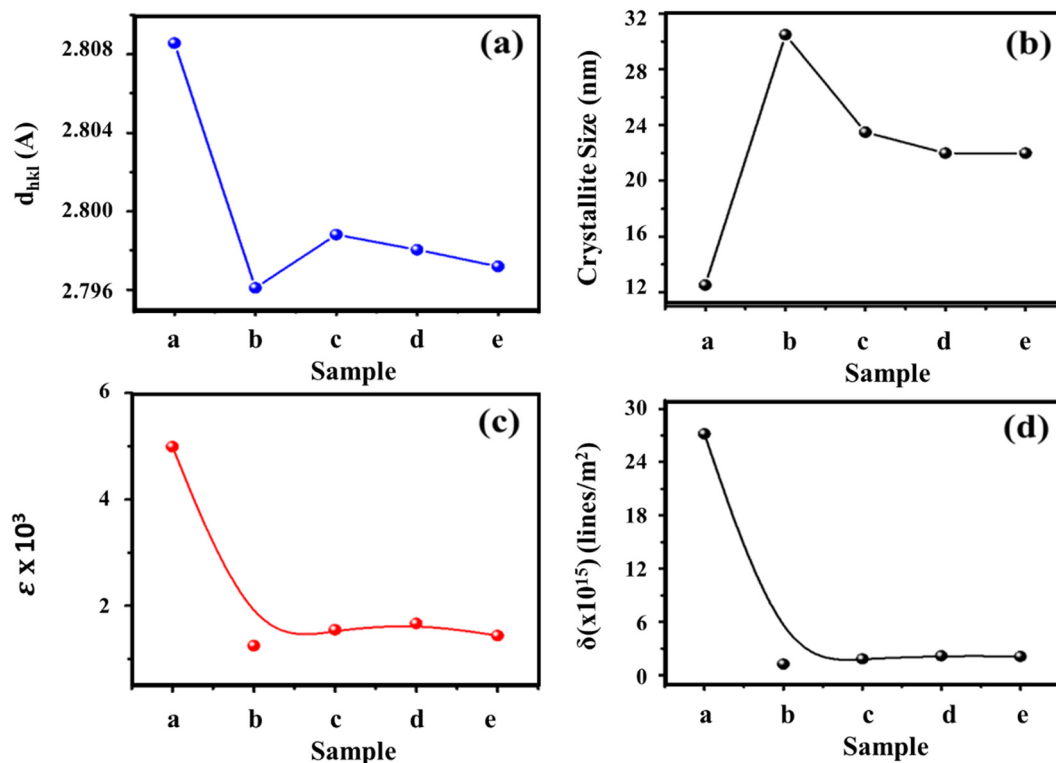 (a)
2.808
2.804
2.800
2.796
d_hkl (A)
a b c d e
Sample
(b)
32
28
24
20
16
12
Crystallite Size (nm)
a b c d e
Sample
(c)
6
4
2
ε x 10³
a b c d e
Sample
(d)
30
24
18
12
6
0
δ(x10¹⁵) (lines/m²)
a b c d e
Sample